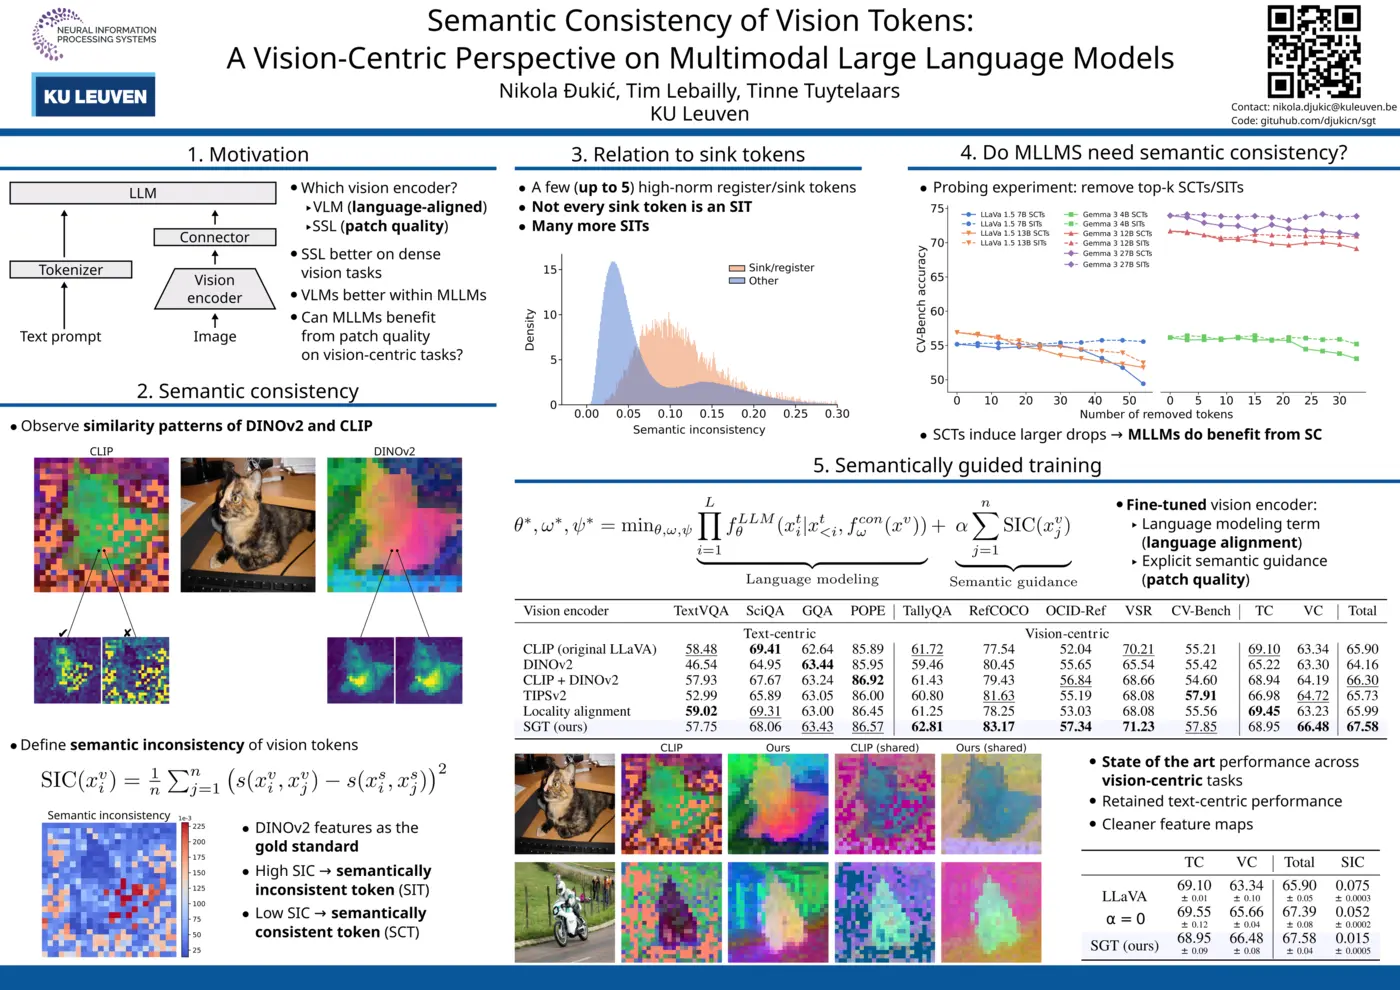 NEURAL INFORMATION
PROCESSING SYSTEMS
KU LEUVEN
Semantic Consistency of Vision Tokens:
A Vision-Centric Perspective on Multimodal Large Language Models
Nikola Đukić, Tim Lebailly, Tinne Tuytelaars
KU Leuven
Contact: nikola.djukic@kuleuven.be
Code: gituhub.com/djukicn/sgt
1. Motivation
LLM
Connector
Tokenizer
Vision
encoder
Text prompt
Image
• Which vision encoder?
▸VLM (language-aligned)
▸SSL (patch quality)
• SSL better on dense
vision tasks
• VLMs better within MLLMs
• Can MLLMs benefit
from patch quality
on vision-centric tasks?
2. Semantic consistency
• Observe similarity patterns of DINOv2 and CLIP
CLIP
DINOv2
✔ ✘
• Define semantic inconsistency of vision tokens
SIC(x_i^v) = 1/n ∑_{j=1}^n (s(x_i^v, x_j^v) − s(x_i^s, x_j^s))^2
Semantic inconsistency
1e-3
225
200
175
150
125
100
75
50
25
• DINOv2 features as the
gold standard
• High SIC → semantically
inconsistent token (SIT)
• Low SIC → semantically
consistent token (SCT)
3. Relation to sink tokens
• A few (up to 5) high-norm register/sink tokens
• Not every sink token is an SIT
• Many more SITs
Sink/register
Other
Density
15
10
5
0
0.00 0.05 0.10 0.15 0.20 0.25 0.30
Semantic inconsistency
4. Do MLLMS need semantic consistency?
• Probing experiment: remove top-k SCTs/SITs
LLaVa 1.5 7B SCTs
LLaVa 1.5 7B SITs
LLaVa 1.5 13B SCTs
LLaVa 1.5 13B SITs
Gemma 3 4B SCTs
Gemma 3 4B SITs
Gemma 3 12B SCTs
Gemma 3 12B SITs
Gemma 3 27B SCTs
Gemma 3 27B SITs
CV-Bench accuracy
75
70
65
60
55
50
0 10 20 30 40 50
0 5 10 15 20 25 30
Number of removed tokens
• SCTs induce larger drops → MLLMs do benefit from SC
5. Semantically guided training
θ*, ω*, ψ* = min_{θ,ω,ψ} ∏_{i=1}^L f_θ^{LLM}(x_i^t|x_{<i}^t, f_ω^{con}(x^v)) + α ∑_{j=1}^n SIC(x_j^v)
Language modeling
Semantic guidance
• Fine-tuned vision encoder:
▸ Language modeling term
(language alignment)
▸ Explicit semantic guidance
(patch quality)
Vision encoder TextVQA SciQA GQA POPE TallyQA RefCOCO OCID-Ref VSR CV-Bench TC VC Total
Text-centric Vision-centric
CLIP (original LLaVA) 58.48 69.41 62.64 85.89 61.72 77.54 52.04 70.21 55.21 69.10 63.34 65.90
DINOv2 46.54 64.95 63.44 85.95 59.46 80.45 55.65 65.54 55.42 65.22 63.30 64.16
CLIP + DINOv2 57.93 67.67 63.24 86.92 61.43 79.43 56.84 68.66 54.60 68.94 64.19 66.30
TIPSv2 52.99 65.89 63.05 86.00 60.80 81.63 55.19 68.08 57.91 66.98 64.72 65.73
Locality alignment 59.02 69.31 63.00 86.45 61.25 78.25 53.03 68.08 55.56 69.45 63.23 65.99
SGT (ours) 57.75 68.06 63.43 86.57 62.81 83.17 57.34 71.23 57.85 68.95 66.48 67.58
CLIP
Ours
CLIP (shared)
Ours (shared)
• State of the art performance across
vision-centric tasks
• Retained text-centric performance
• Cleaner feature maps
TC VC Total SIC
LLaVA 69.10 63.34 65.90 0.075
± 0.01 ± 0.10 ± 0.05 ± 0.0003
α = 0 69.55 65.66 67.39 0.052
± 0.12 ± 0.04 ± 0.08 ± 0.0002
SGT (ours) 68.95 66.48 67.58 0.015
± 0.09 ± 0.08 ± 0.04 ± 0.0005